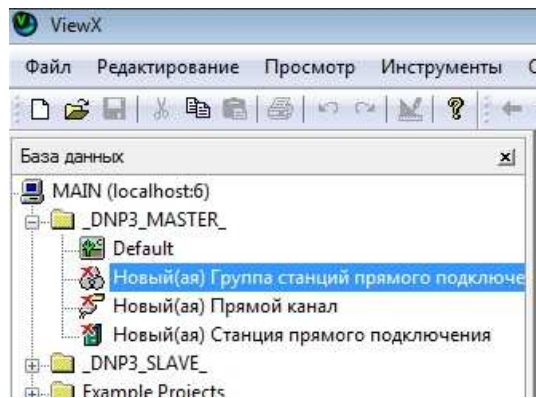 ViewX
Файл Редактирование Просмотр Инструменты
База данных
MAIN (localhost:6)
_DNP3_MASTER_
Default
Новый(ая) Группа станций прямого подключе
Новый(ая) Прямой канал
Новый(ая) Станция прямого подключения
_DNP3_SLAVE_
Example Projects